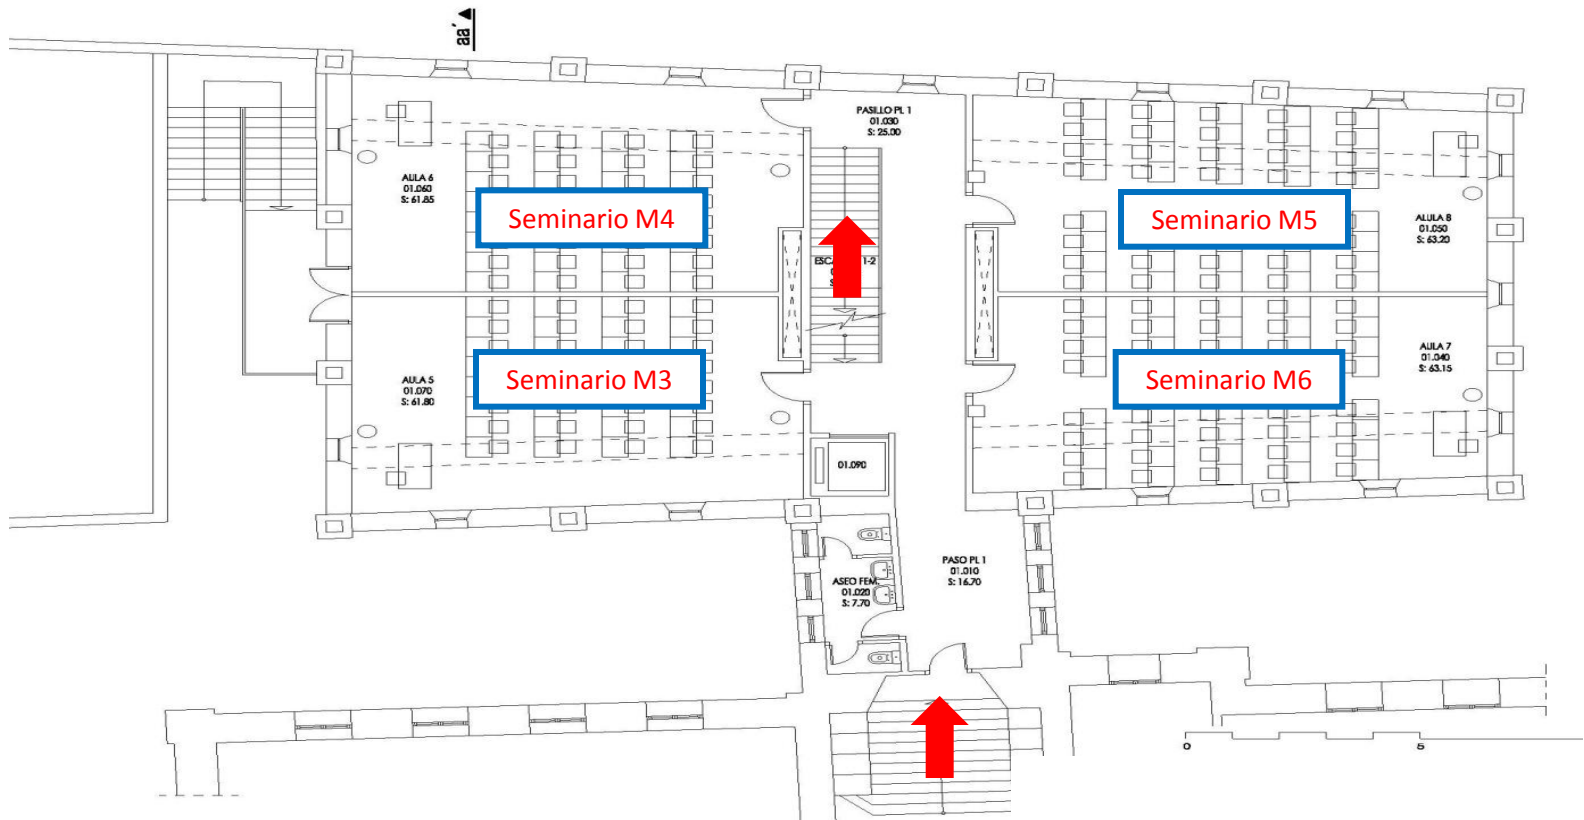 aa'
PASILLO PL 1
01.030
S: 25.00
AULA 6
01.060
S: 61.85
Seminario M4
Seminario M5
AULA 8
01.050
S: 63.20
ESCA 1-2
AULA 5
01.070
S: 61.80
Seminario M3
Seminario M6
AULA 7
01.040
S: 63.15
01.090
PASO PL 1
01.010
S: 16.70
ASEO FEM.
01.020
S: 7.70
0
5